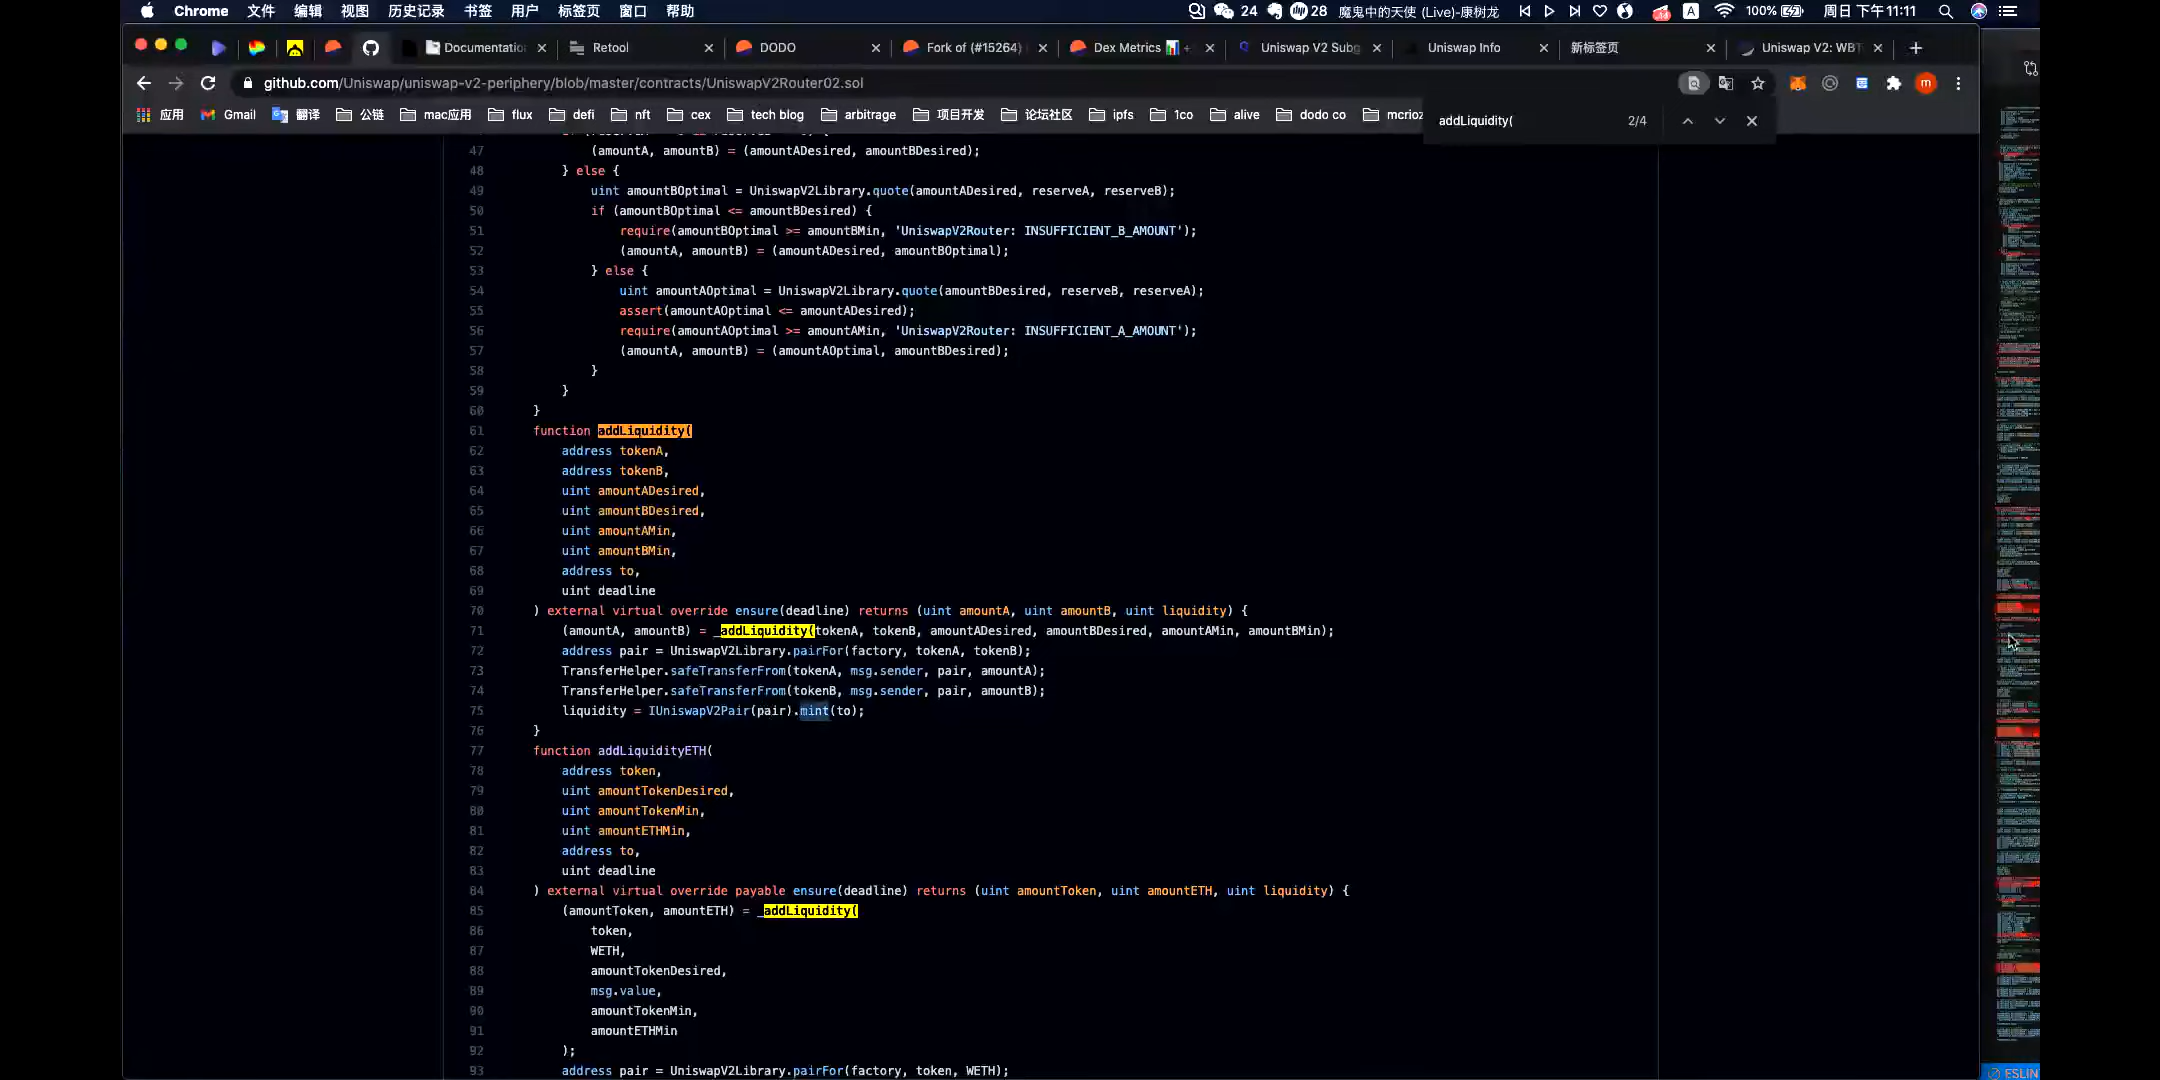 Chrome 文件 编辑 视图 历史记录 书签 用户 标签页 窗口 帮助 24 28 魔鬼中的天使 (Live)-康树龙 A 100% 周日 下午11:11
Documentatio Retool DODO Fork of (#15264) Dex Metrics Uniswap V2 Subg Uniswap Info 新标签页 Uniswap V2: WBT
github.com/Uniswap/uniswap-v2-periphery/blob/master/contracts/UniswapV2Router02.sol m
应用 Gmail 翻译 公链 mac应用 flux defi nft cex tech blog arbitrage 项目开发 论坛社区 ipfs 1co alive dodo co mcrioz
addLiquidity( 2/4
47 (amountA, amountB) = (amountADesired, amountBDesired);
48 } else {
49 uint amountBOptimal = UniswapV2Library.quote(amountADesired, reserveA, reserveB);
50 if (amountBOptimal <= amountBDesired) {
51 require(amountBOptimal >= amountBMin, 'UniswapV2Router: INSUFFICIENT_B_AMOUNT');
52 (amountA, amountB) = (amountADesired, amountBOptimal);
53 } else {
54 uint amountAOptimal = UniswapV2Library.quote(amountBDesired, reserveB, reserveA);
55 assert(amountAOptimal <= amountADesired);
56 require(amountAOptimal >= amountAMin, 'UniswapV2Router: INSUFFICIENT_A_AMOUNT');
57 (amountA, amountB) = (amountAOptimal, amountBDesired);
58 }
59 }
60 }
61 function addLiquidity(
62 address tokenA,
63 address tokenB,
64 uint amountADesired,
65 uint amountBDesired,
66 uint amountAMin,
67 uint amountBMin,
68 address to,
69 uint deadline
70 ) external virtual override ensure(deadline) returns (uint amountA, uint amountB, uint liquidity) {
71 (amountA, amountB) = _addLiquidity(tokenA, tokenB, amountADesired, amountBDesired, amountAMin, amountBMin);
72 address pair = UniswapV2Library.pairFor(factory, tokenA, tokenB);
73 TransferHelper.safeTransferFrom(tokenA, msg.sender, pair, amountA);
74 TransferHelper.safeTransferFrom(tokenB, msg.sender, pair, amountB);
75 liquidity = IUniswapV2Pair(pair).mint(to);
76 }
77 function addLiquidityETH(
78 address token,
79 uint amountTokenDesired,
80 uint amountTokenMin,
81 uint amountETHMin,
82 address to,
83 uint deadline
84 ) external virtual override payable ensure(deadline) returns (uint amountToken, uint amountETH, uint liquidity) {
85 (amountToken, amountETH) = _addLiquidity(
86 token,
87 WETH,
88 amountTokenDesired,
89 msg.value,
90 amountTokenMin,
91 amountETHMin
92 );
93 address pair = UniswapV2Library.pairFor(factory, token, WETH);
ESLIN